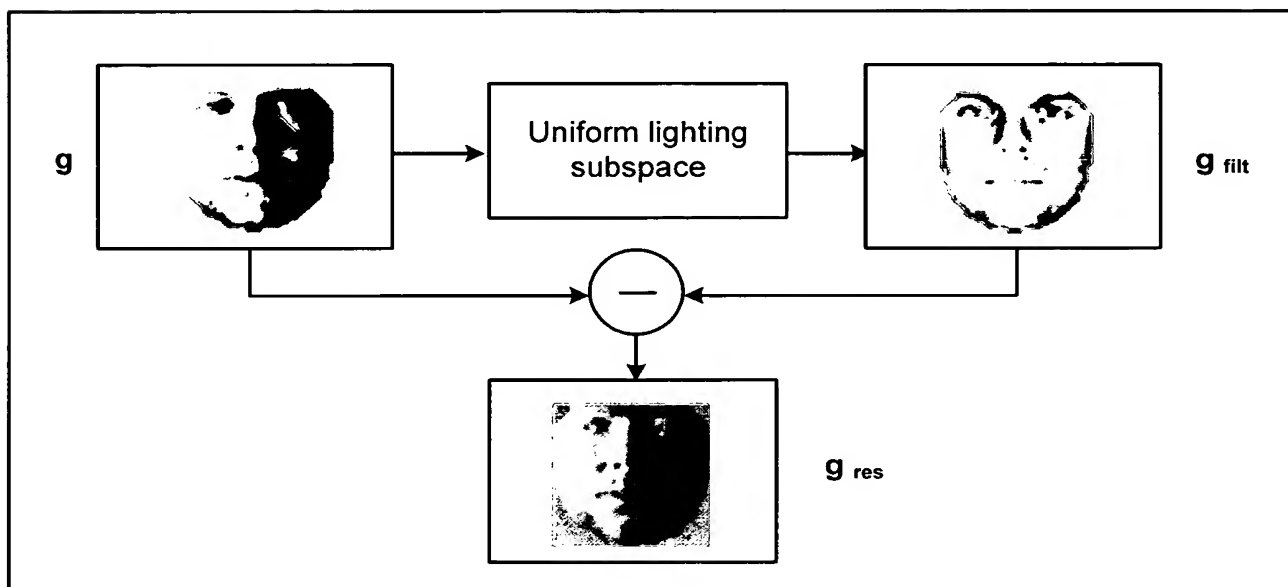 g
Uniform lighting
subspace
g filt
—
g res